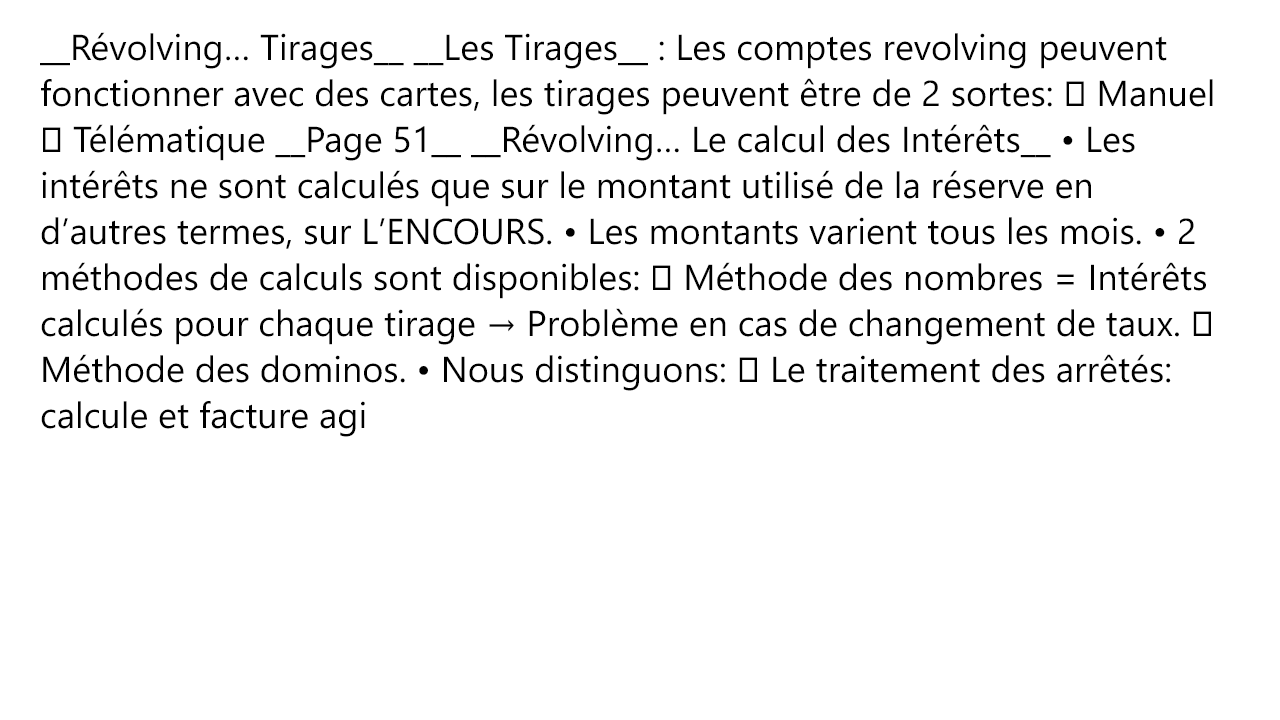 __Révolving... Tirages__ __Les Tirages__ : Les comptes revolving peuvent
fonctionner avec des cartes, les tirages peuvent être de 2 sortes: □ Manuel
□ Télématique __Page 51__ __Révolving... Le calcul des Intérêts__ • Les
intérêts ne sont calculés que sur le montant utilisé de la réserve en
d’autres termes, sur L’ENCOURS. • Les montants varient tous les mois. • 2
méthodes de calculs sont disponibles: □ Méthode des nombres = Intérêts
calculés pour chaque tirage → Problème en cas de changement de taux. □
Méthode des dominos. • Nous distinguons: □ Le traitement des arrêtés:
calcule et facture agi